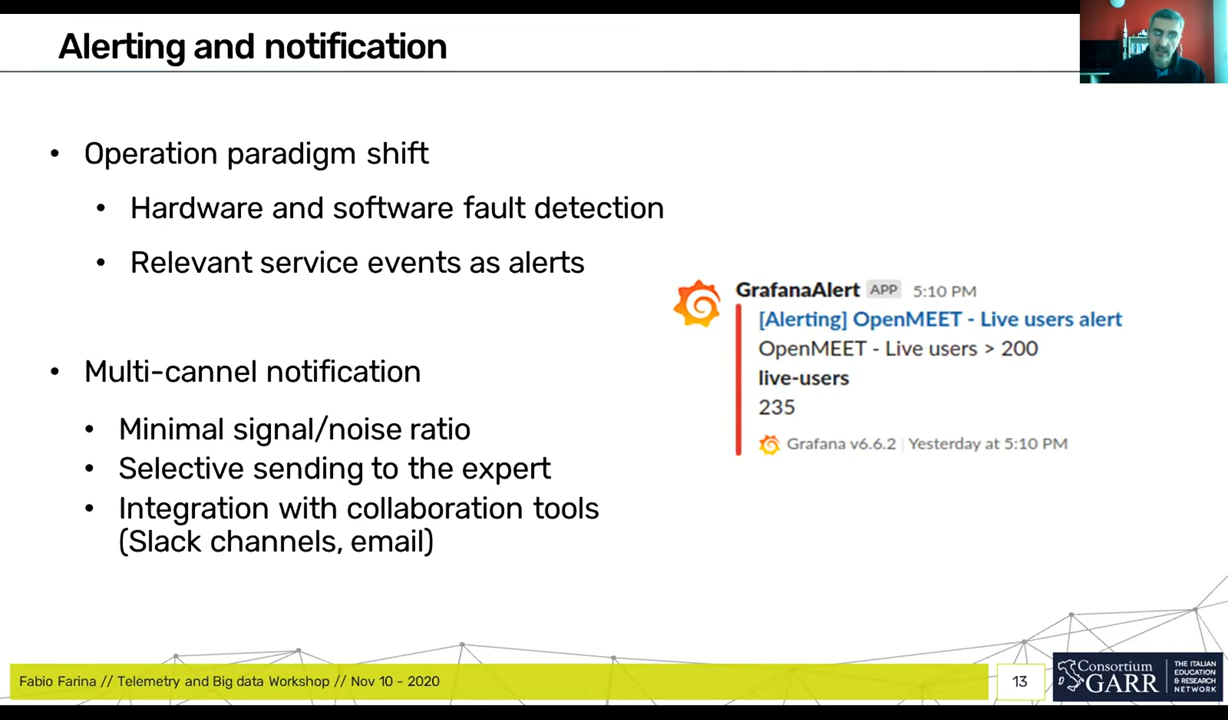 Alerting and notification
• Operation paradigm shift
• Hardware and software fault detection
• Relevant service events as alerts
• Multi-cannel notification
• Minimal signal/noise ratio
• Selective sending to the expert
• Integration with collaboration tools
(Slack channels, email)
GrafanaAlert APP 5:10 PM
[Alerting] OpenMEET - Live users alert
OpenMEET - Live users > 200
live-users
235
Grafana v6.6.2 | Yesterday at 5:10 PM
Fabio Farina // Telemetry and Big data Workshop // Nov 10 - 2020
13
Consortium
GARR
THE ITALIAN
EDUCATION
& RESEARCH
NETWORK